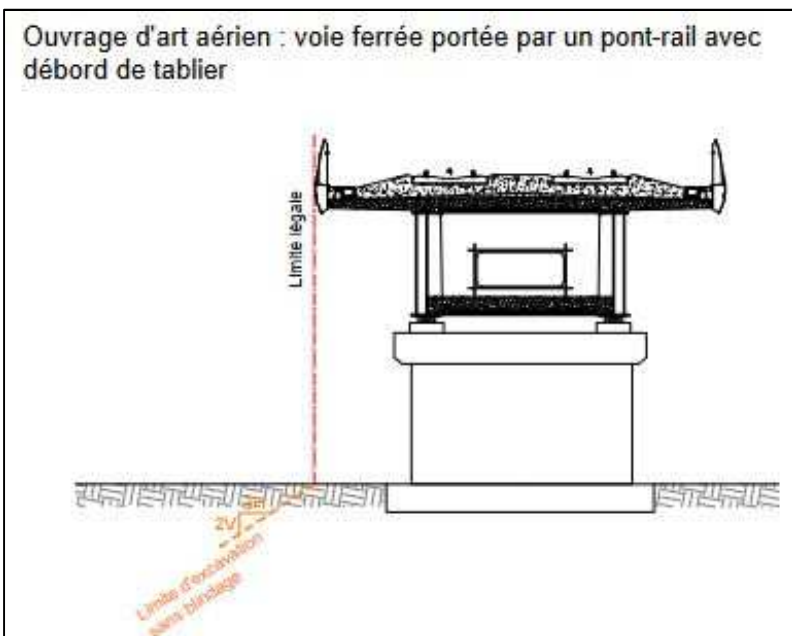 Ouvrage d'art aérien : voie ferrée portée par un pont-rail avec
débord de tablier
Limite légale
2V
Limite d'excavation
sans blindage